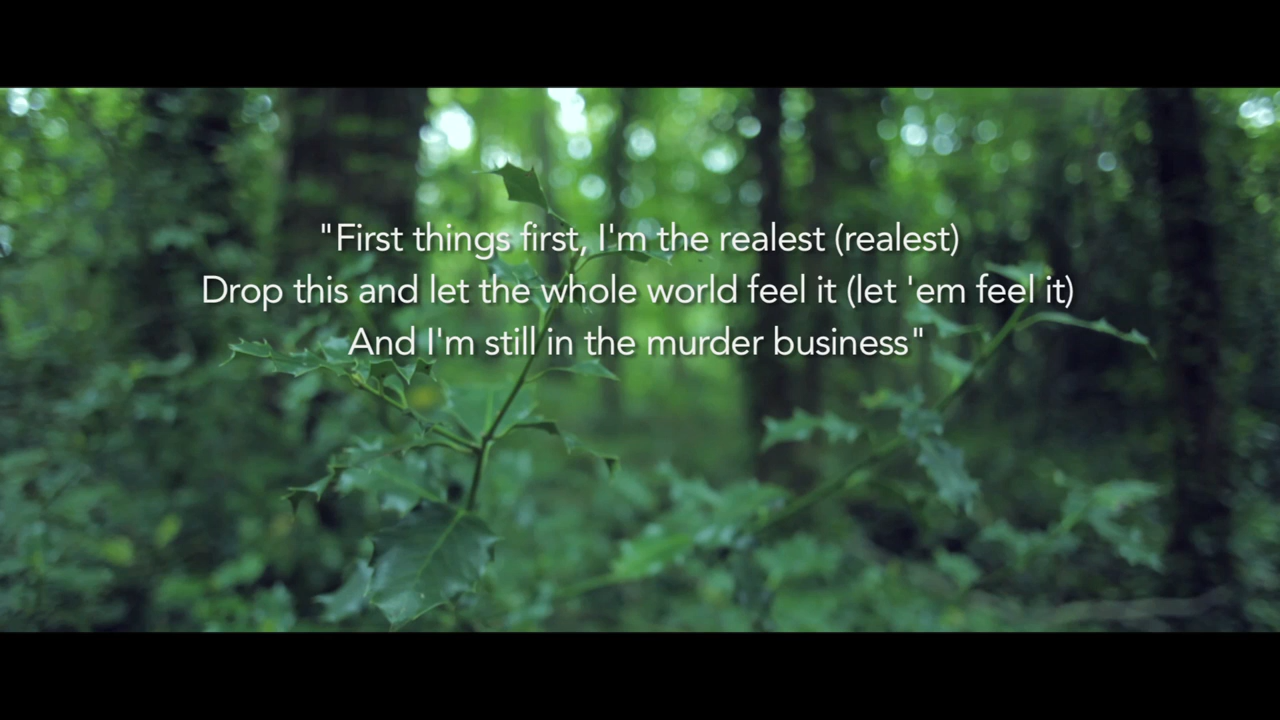 "First things first, I'm the realest (realest)
Drop this and let the whole world feel it (let 'em feel it)
And I'm still in the murder business"